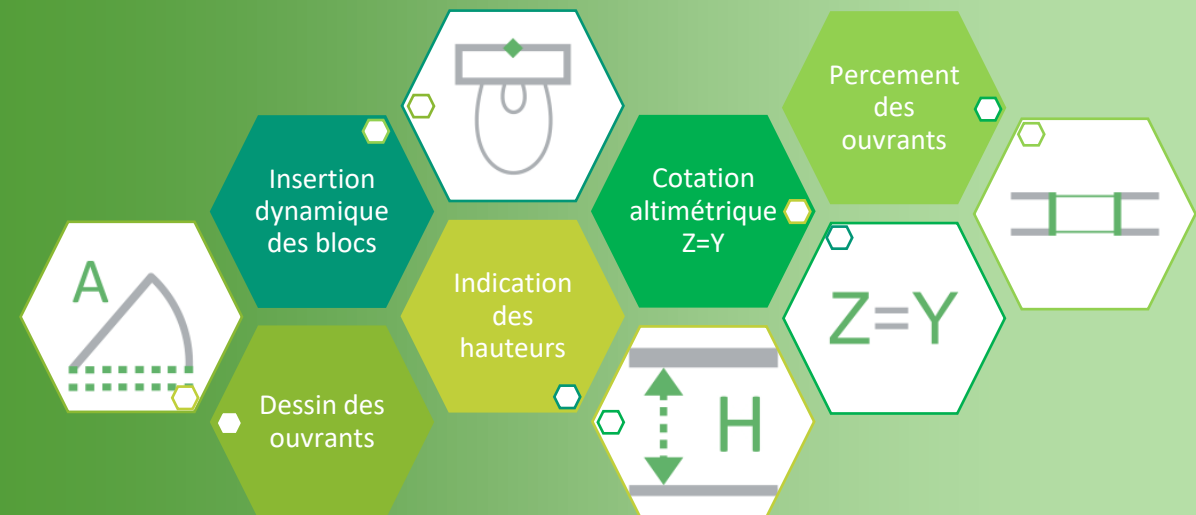 A
Insertion
dynamique
des blocs
Dessin des
ouvrants
Indication
des
hauteurs
Cotation
altimétrique
Z=Y
H
Percement
des
ouvrants
Z=Y